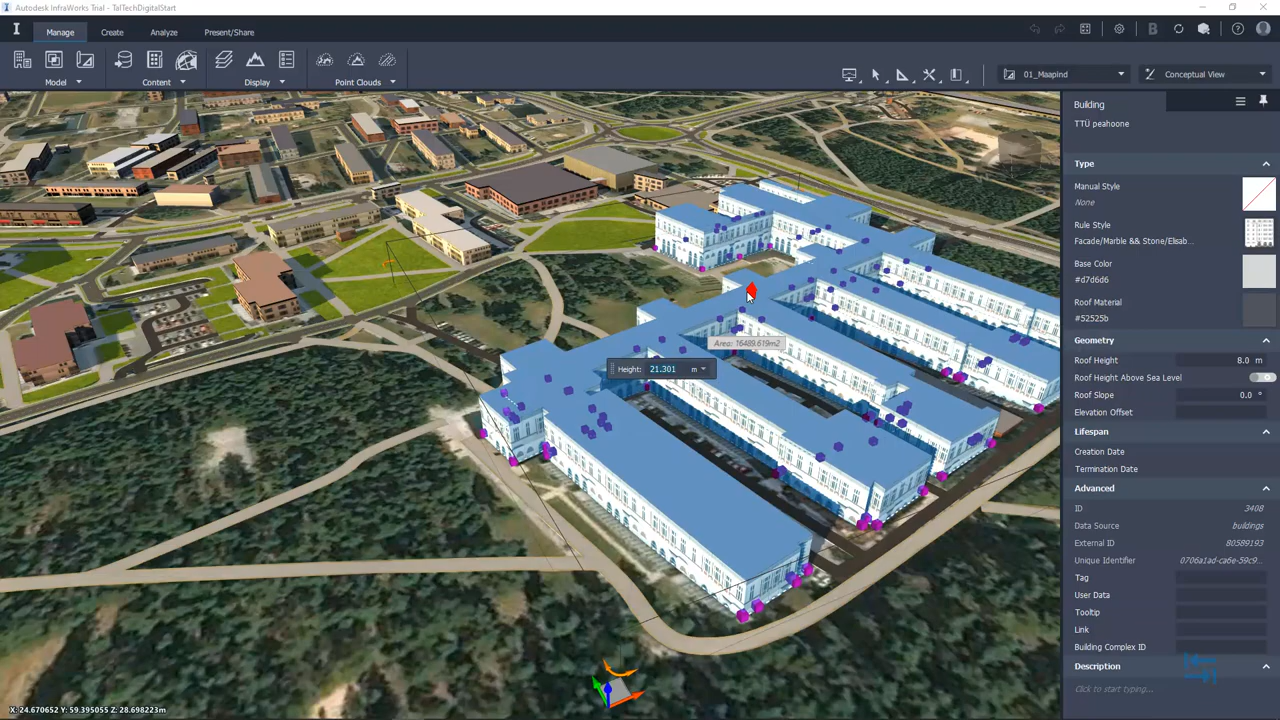 Autodesk InfraWorks Trial - TalTechDigitalStart
Manage
Create
Analyze
Present/Share
Model
Content
Display
Point Clouds
01_Maapind
Conceptual View
Building
TTÜ peahoone
Type
Manual Style
None
Rule Style
Facade/Marble && Stone/Elisab...
Base Color
#d7d6d6
Roof Material
#52525b
Geometry
Roof Height 8.0 m
Roof Height Above Sea Level
Roof Slope 0.0 °
Elevation Offset
Lifespan
Creation Date
Termination Date
Advanced
ID 3408
Data Source buildings
External ID 80589193
Unique Identifier 0706a1ad-ca6e-59c9...
Tag
User Data
Tooltip
Link
Building Complex ID
Description
Click to start typing...
Area: 16489.619m2
Height: 21.301 m
X: 24.670652 Y: 59.395055 Z: 28.698223m